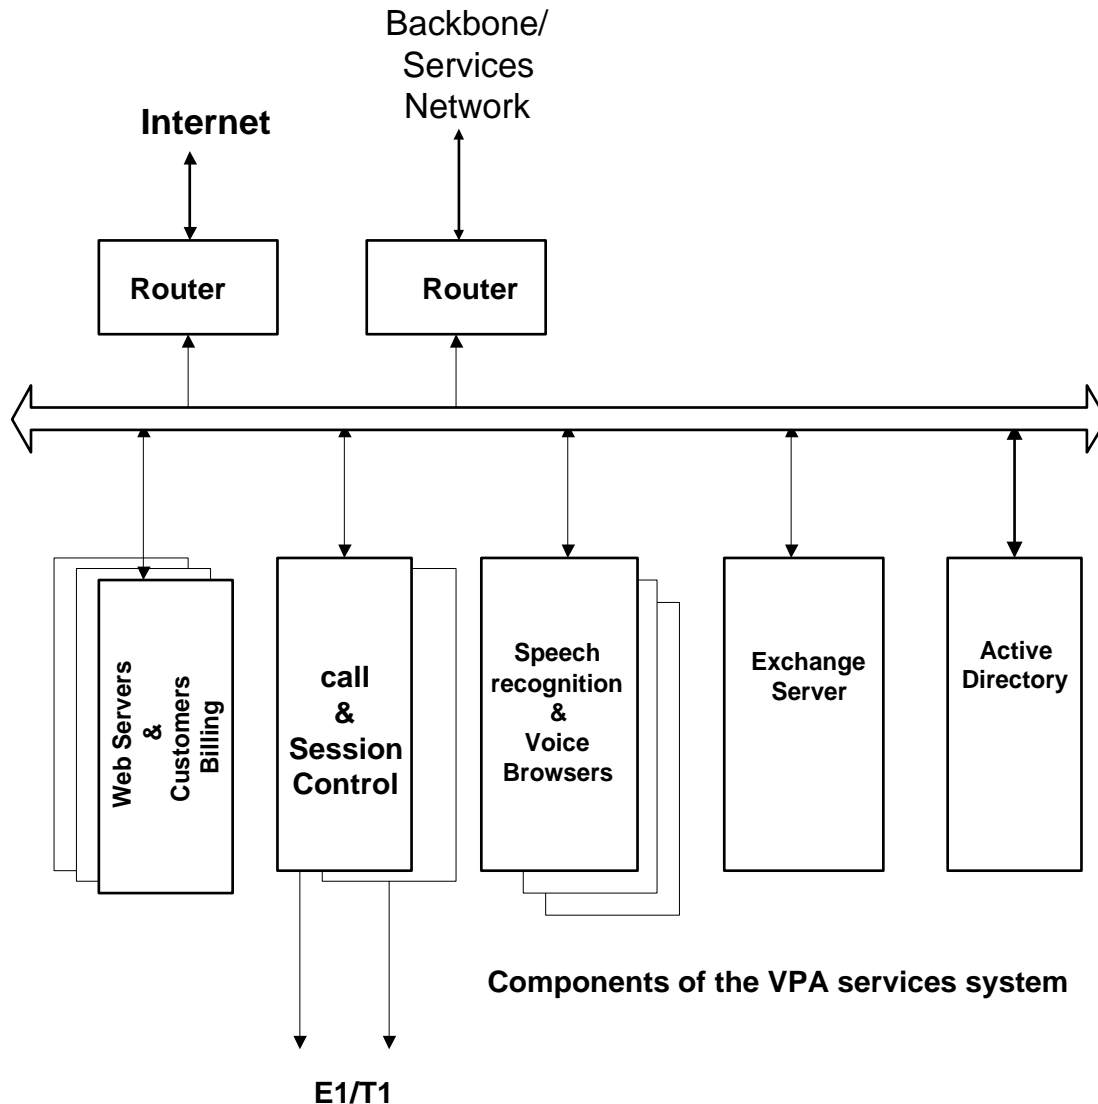 Backbone/
Services
Network
Internet
Router
Router
Web Servers
&
Customers
Billing
call
&
Session
Control
Speech
recognition
&
Voice
Browsers
Exchange
Server
Active
Directory
Components of the VPA services system
E1/T1